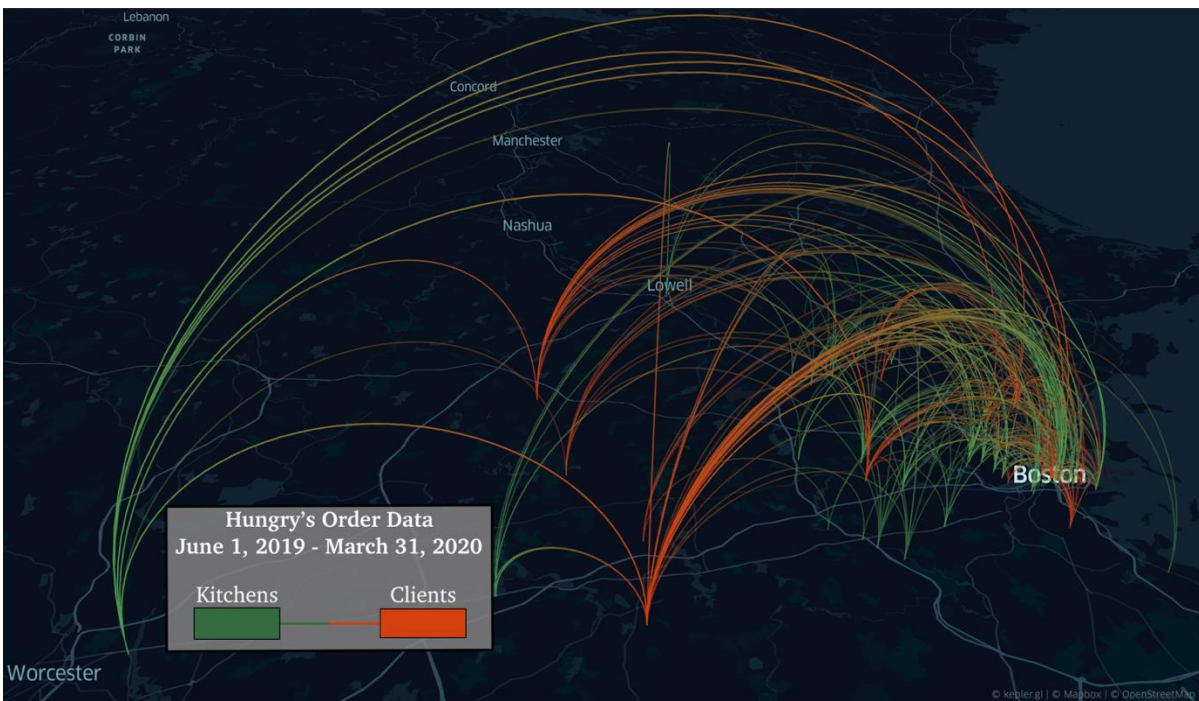 Lebanon
CORBIN
PARK
Concord
Manchester
Nashua
Lowell
Boston
Hungry's Order Data
June 1, 2019 - March 31, 2020
Kitchens Clients
Worcester
© kepler.gl | © Mapbox | © OpenStreetMap